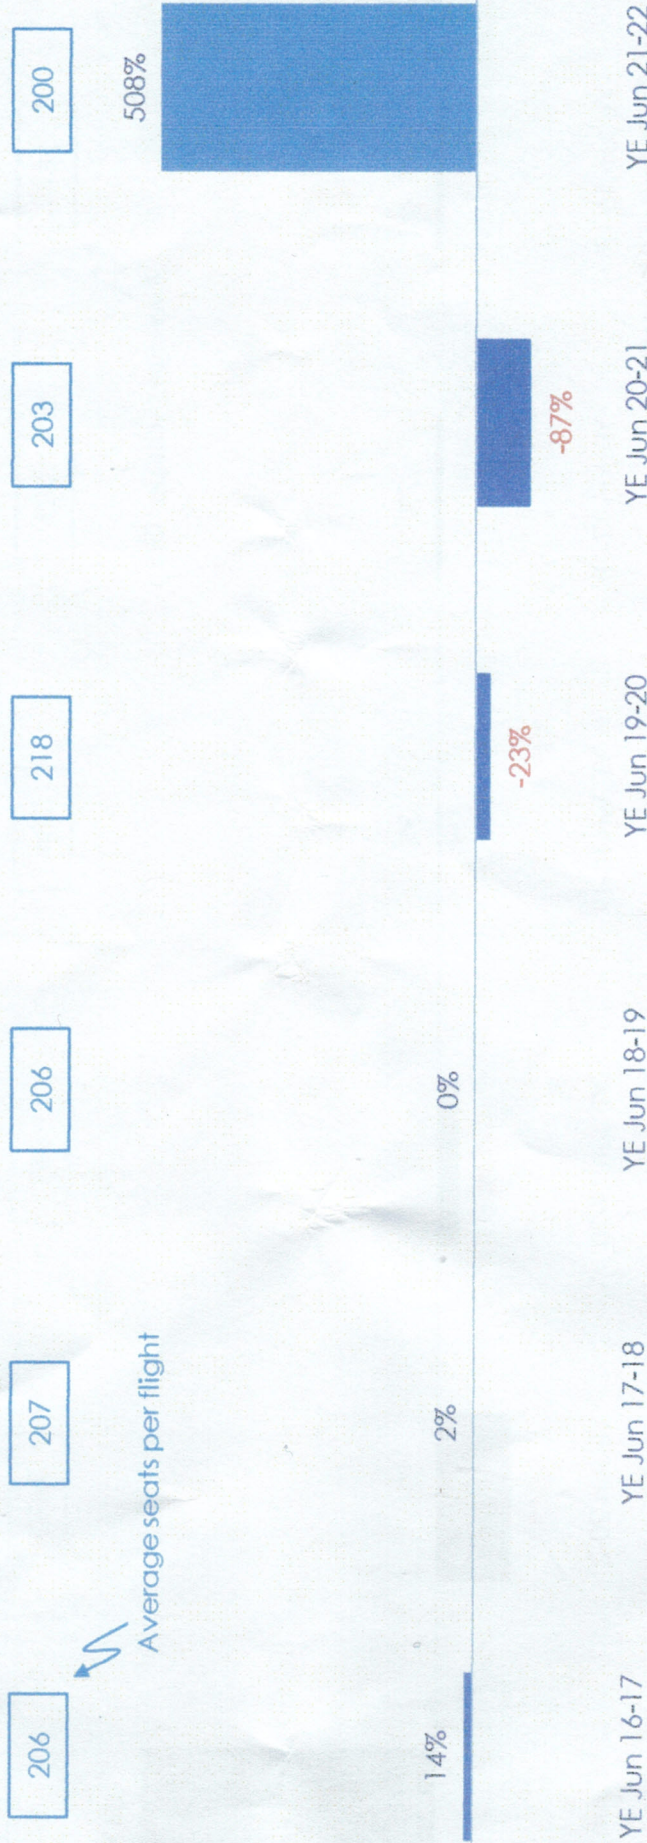 206 207 206 218 203 200
Average seats per flight
14% 2% 0% -23% -87% 508%
YE Jun 16-17 YE Jun 17-18 YE Jun 18-19 YE Jun 19-20 YE Jun 20-21 YE Jun 21-22